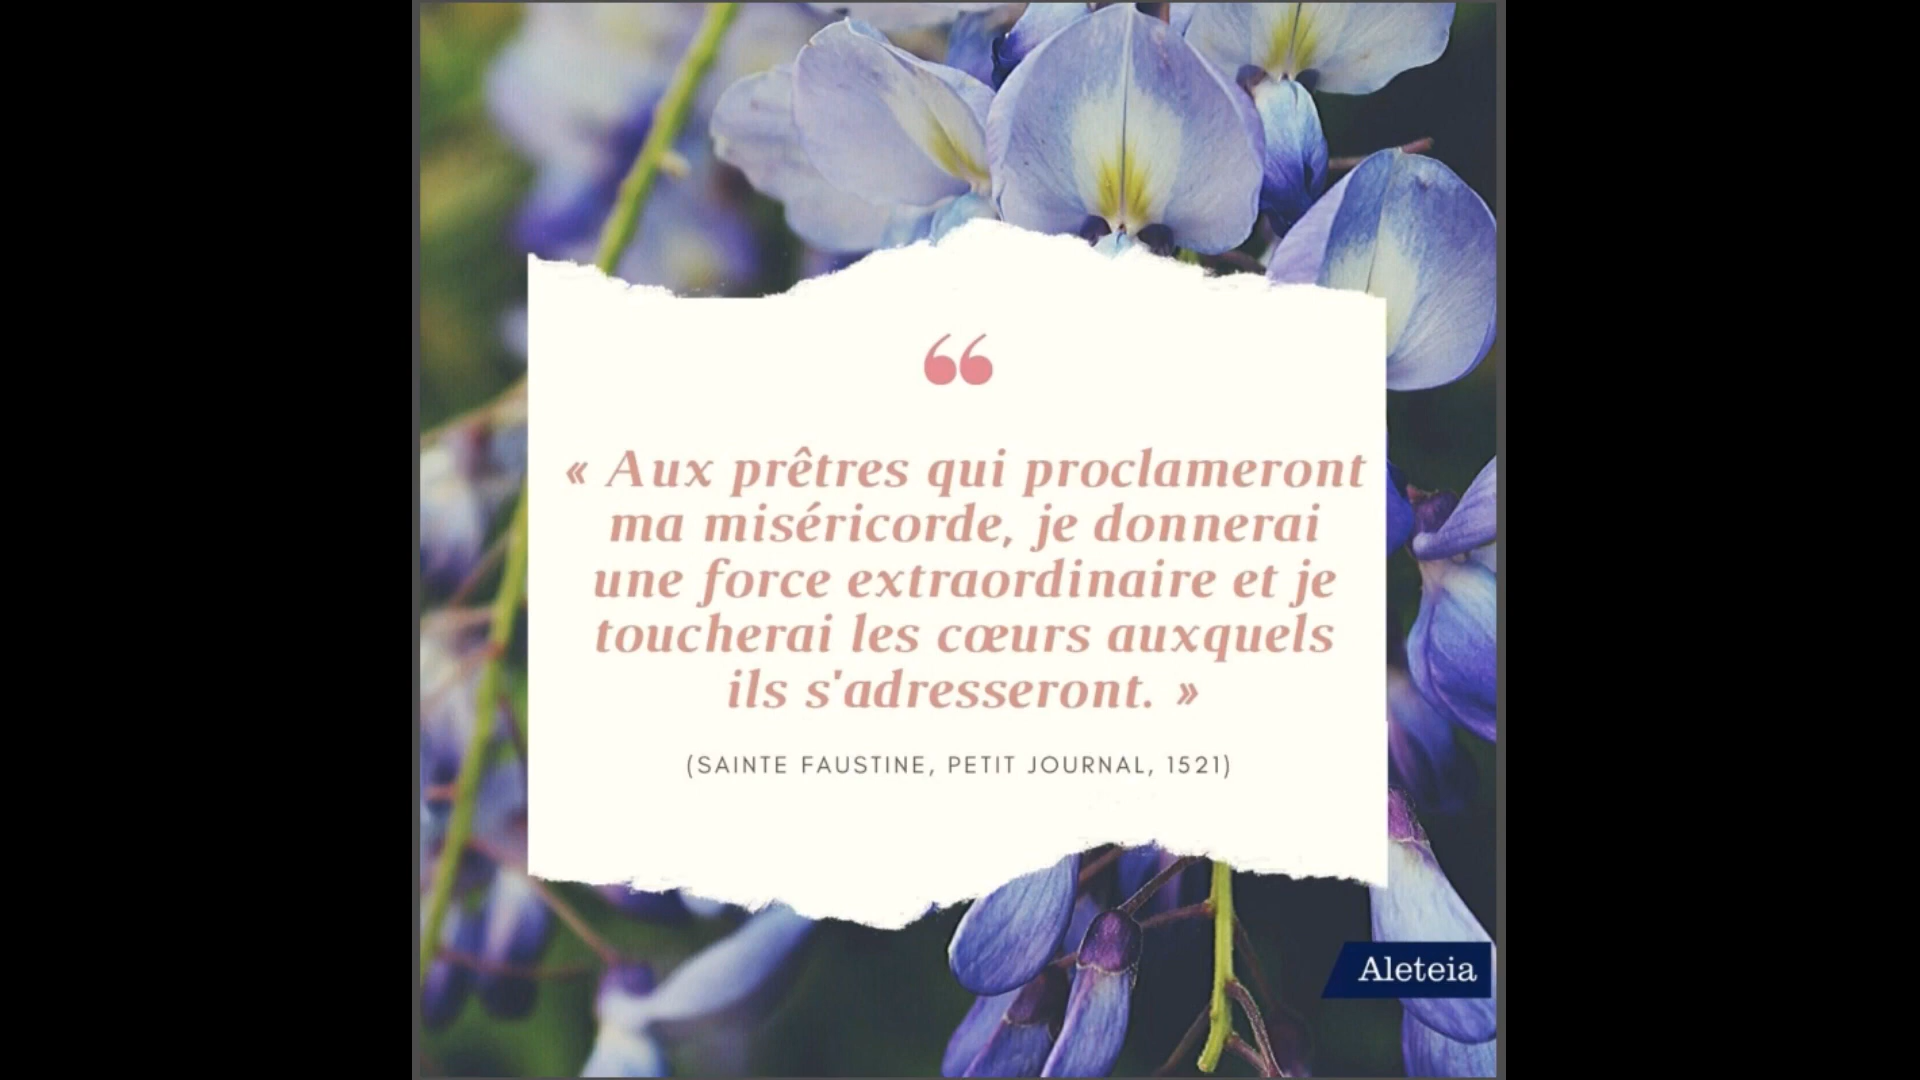 “
« Aux prêtres qui proclameront
ma miséricorde, je donnerai
une force extraordinaire et je
toucherai les cœurs auxquels
ils s'adresseront. »
(SAINTE FAUSTINE, PETIT JOURNAL, 1521)
Aleteia